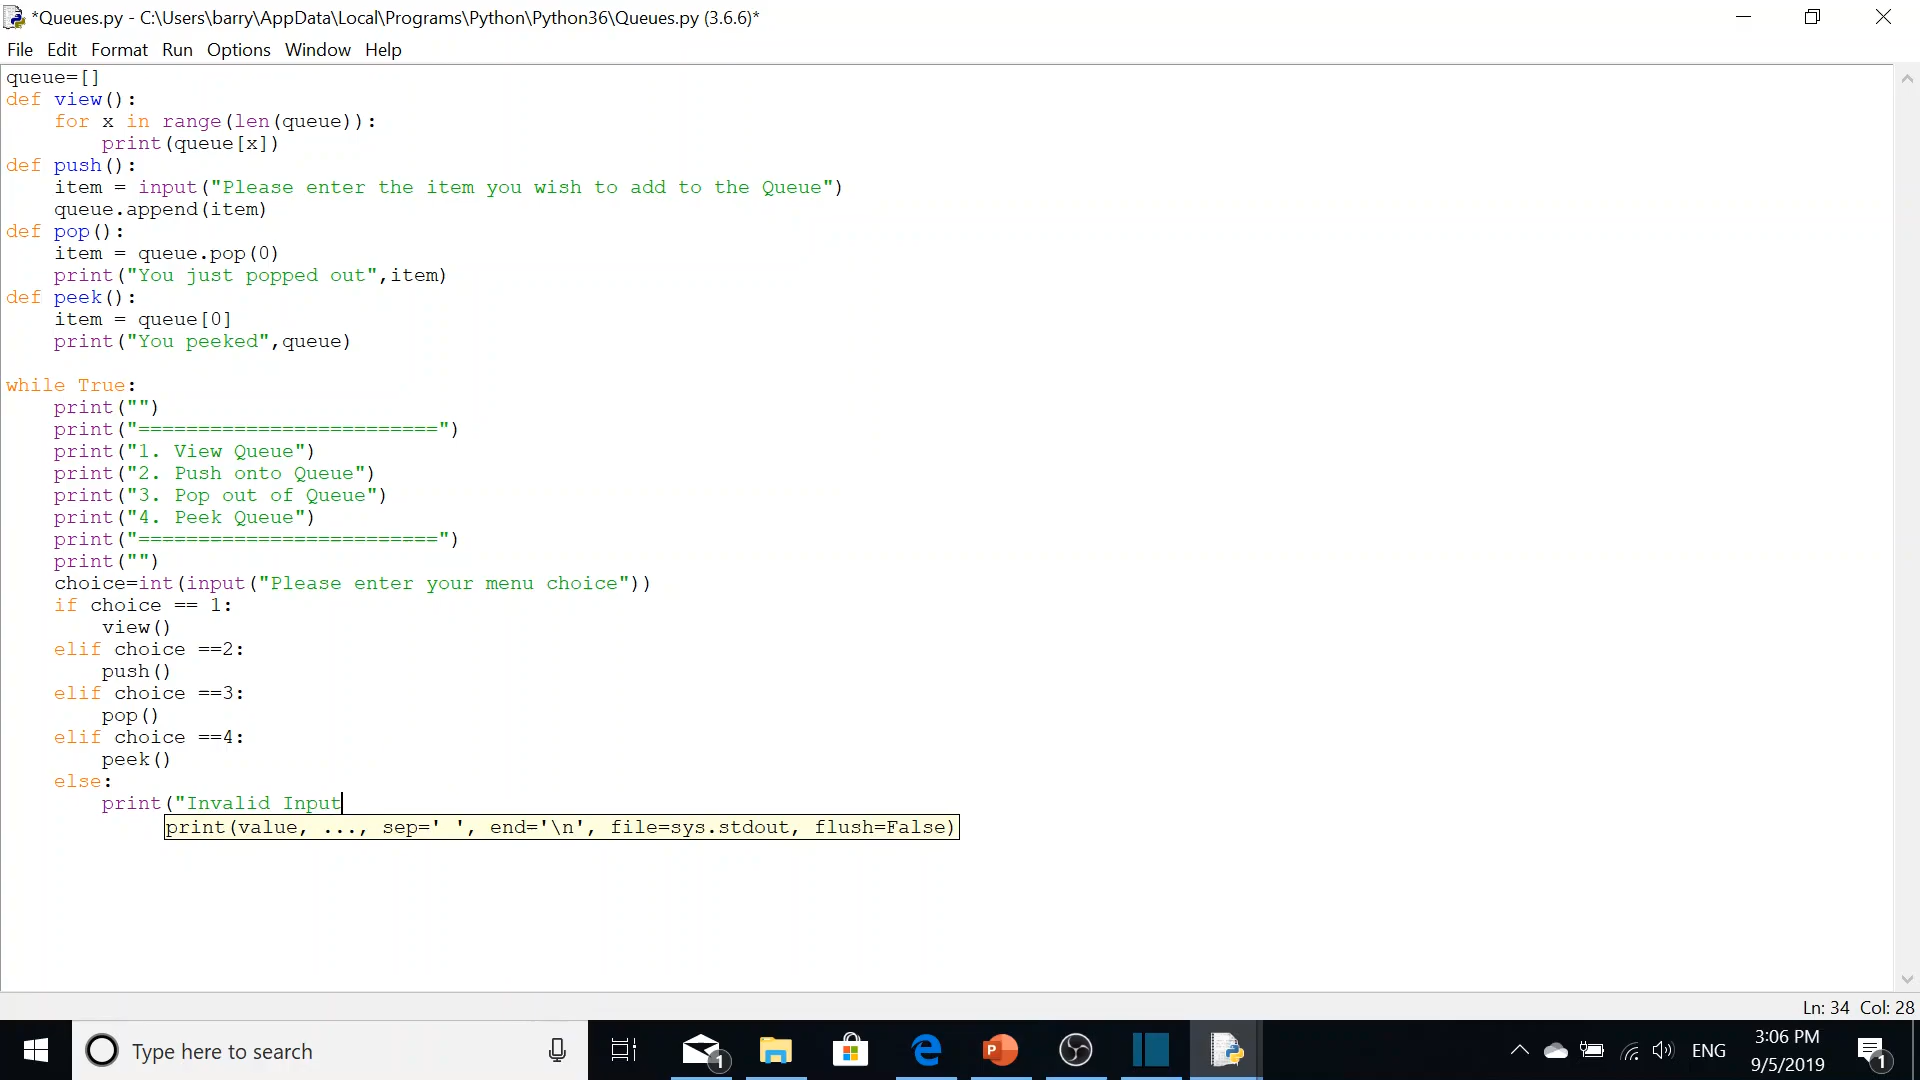 *Queues.py - C:\Users\barry\AppData\Local\Programs\Python\Python36\Queues.py (3.6.6)*
File Edit Format Run Options Window Help
queue=[]
def view():
    for x in range(len(queue)):
        print(queue[x])
def push():
    item = input("Please enter the item you wish to add to the Queue")
    queue.append(item)
def pop():
    item = queue.pop(0)
    print("You just popped out",item)
def peek():
    item = queue[0]
    print("You peeked",queue)

while True:
    print("")
    print("=========================")
    print("1. View Queue")
    print("2. Push onto Queue")
    print("3. Pop out of Queue")
    print("4. Peek Queue")
    print("=========================")
    print("")
    choice=int(input("Please enter your menu choice"))
    if choice == 1:
        view()
    elif choice ==2:
        push()
    elif choice ==3:
        pop()
    elif choice ==4:
        peek()
    else:
        print("Invalid Input
print(value, ..., sep=' ', end='\n', file=sys.stdout, flush=False)
Ln: 34 Col: 28
Type here to search
1
P
ENG
3:06 PM
9/5/2019
1